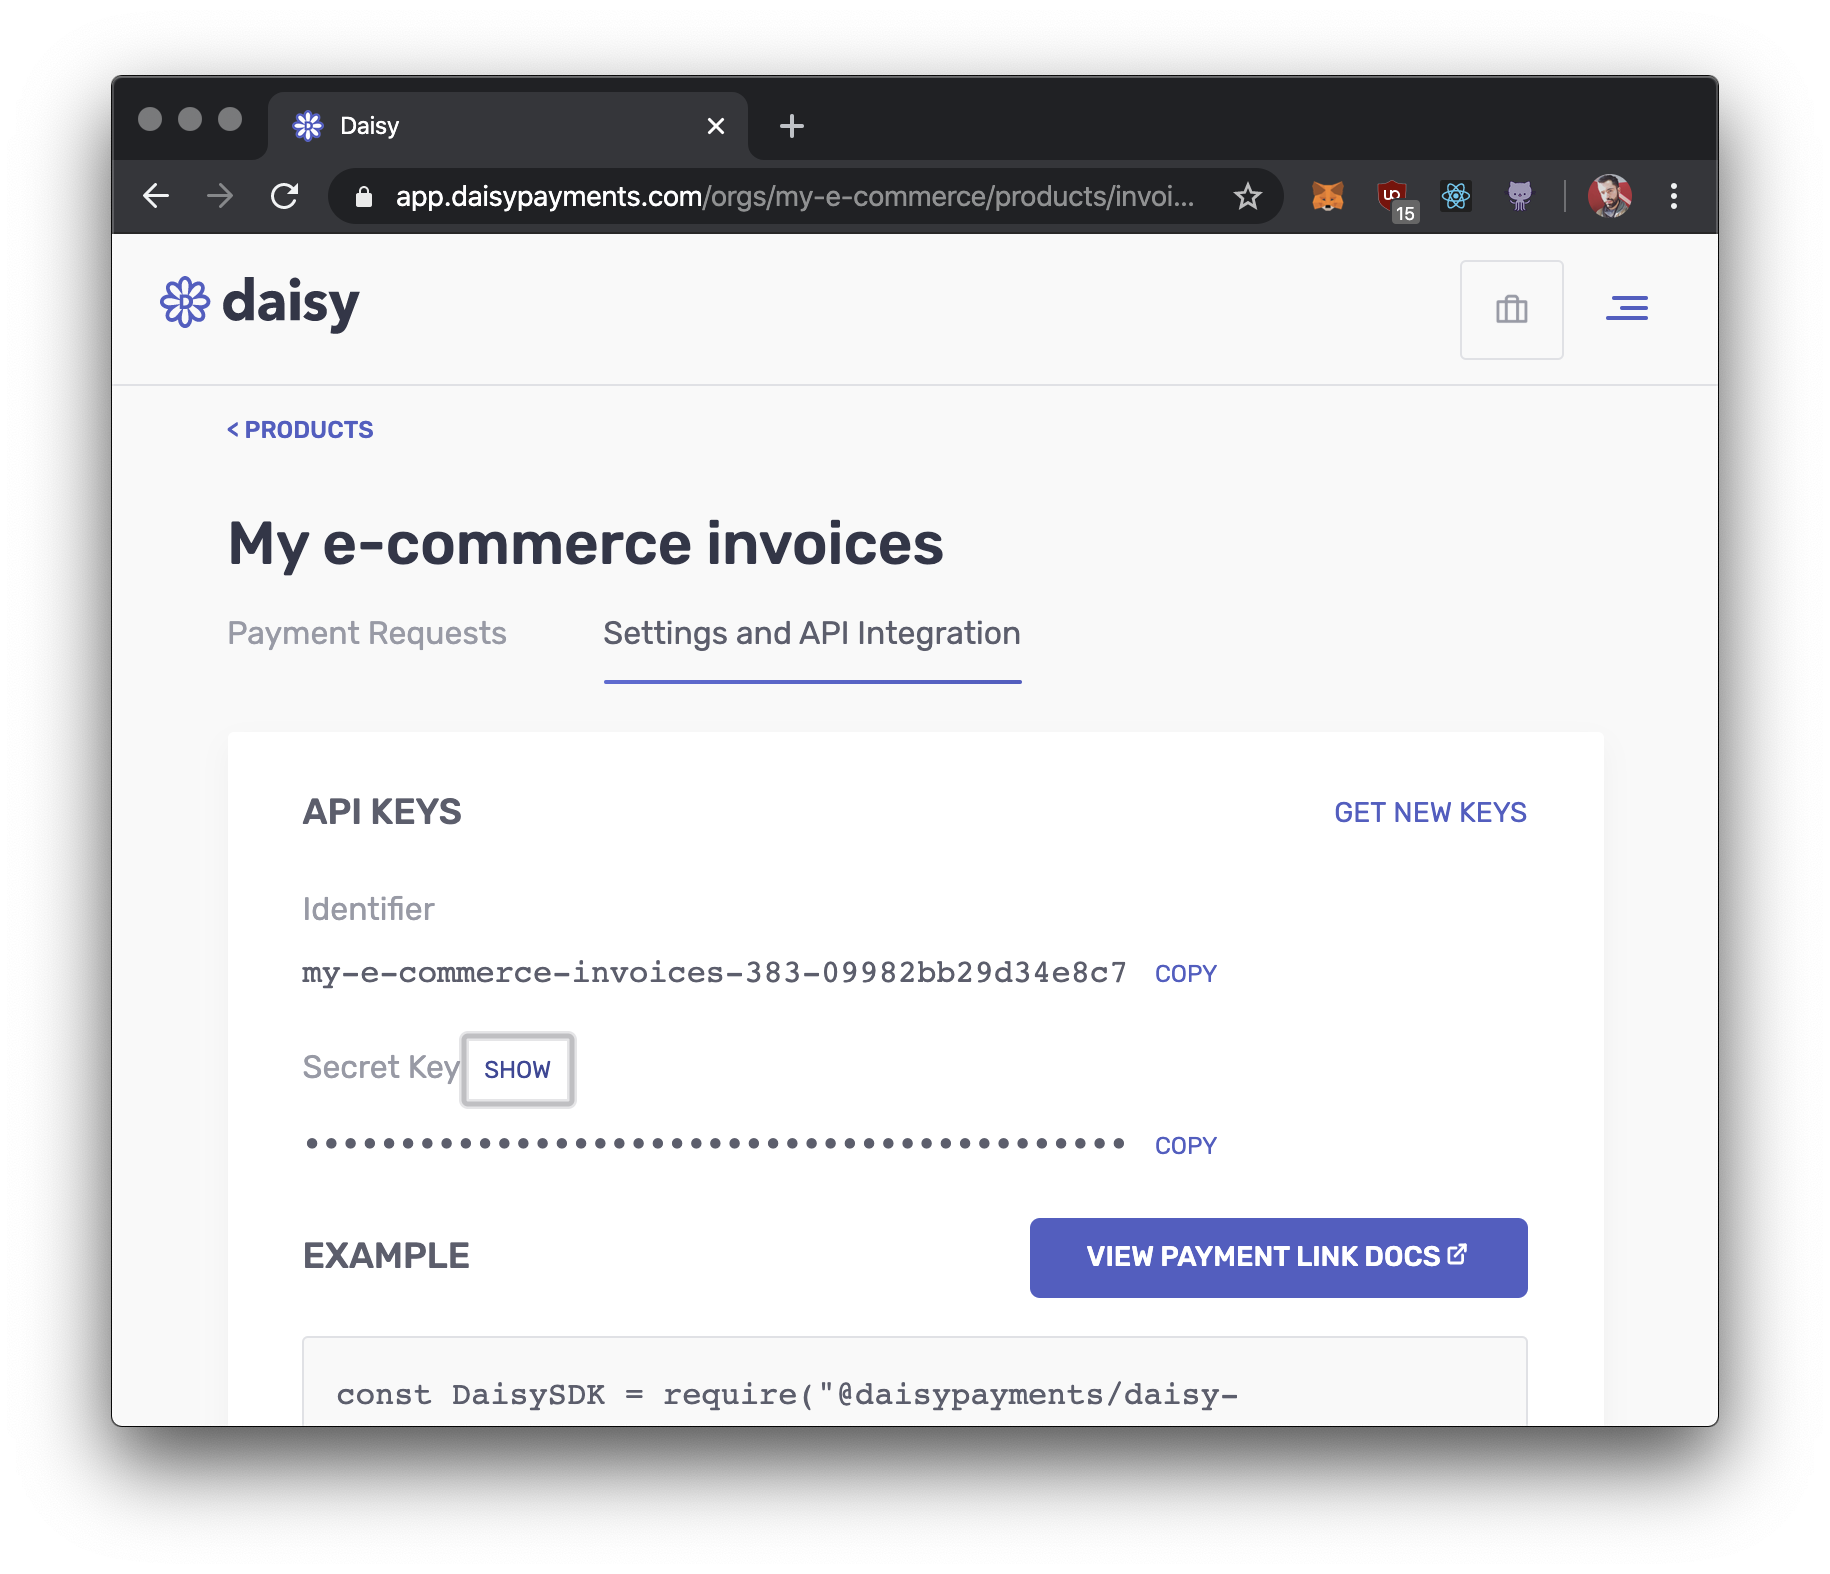 Daisy
app.daisypayments.com/orgs/my-e-commerce/products/invoi...
15
daisy
< PRODUCTS
My e-commerce invoices
Payment Requests Settings and API Integration
API KEYS GET NEW KEYS
Identifier
my-e-commerce-invoices-383-09982bb29d34e8c7 COPY
Secret Key SHOW
••••••••••••••••••••••••••••••••••••••••••• COPY
EXAMPLE VIEW PAYMENT LINK DOCS
const DaisySDK = require("@daisypayments/daisy-